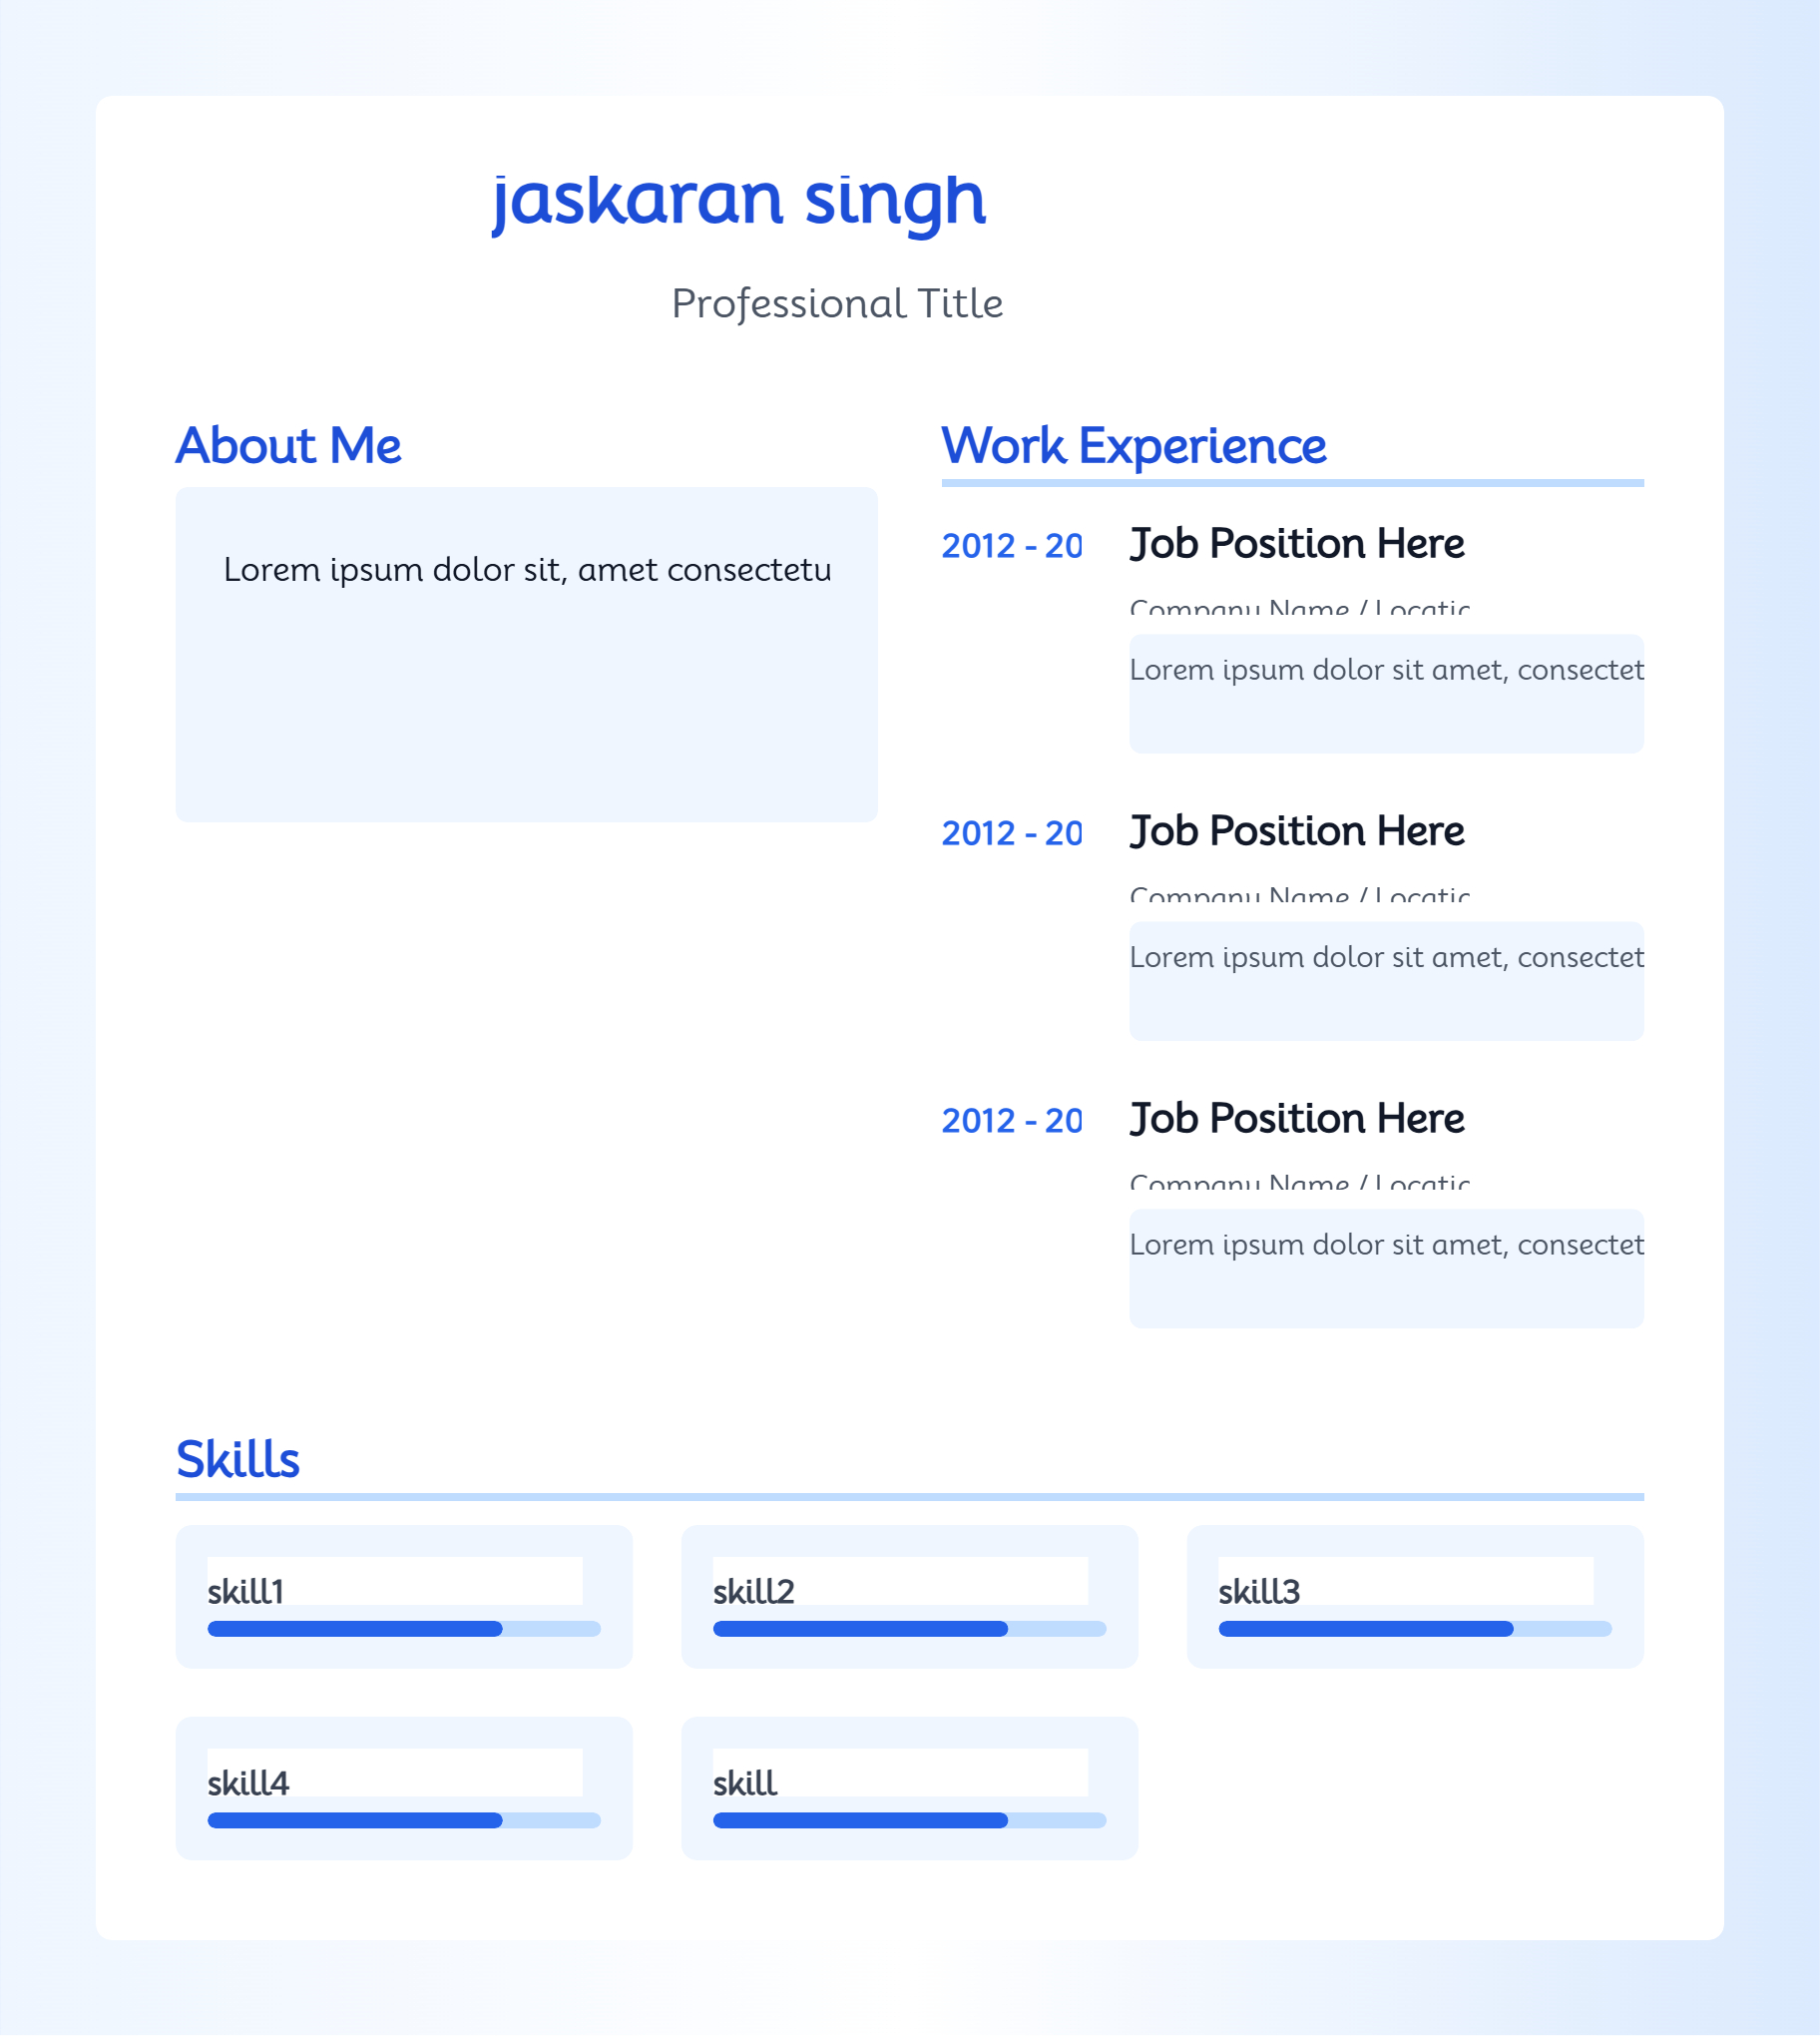 jaskaran singh
Professional Title
About Me
Lorem ipsum dolor sit, amet consectetu
Work Experience
2012 - 20
Job Position Here
Company Name / Locatic
Lorem ipsum dolor sit amet, consectet
2012 - 20
Job Position Here
Company Name / Locatic
Lorem ipsum dolor sit amet, consectet
2012 - 20
Job Position Here
Company Name / Locatic
Lorem ipsum dolor sit amet, consectet
Skills
skill1
skill2
skill3
skill4
skill